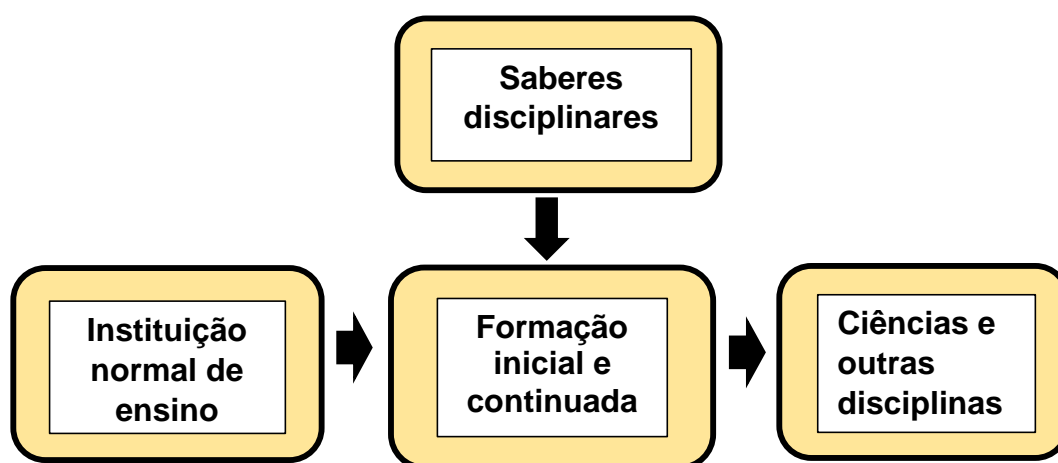 Saberes
disciplinares
Instituição
normal de
ensino
Formação
inicial e
continuada
Ciências e
outras
disciplinas